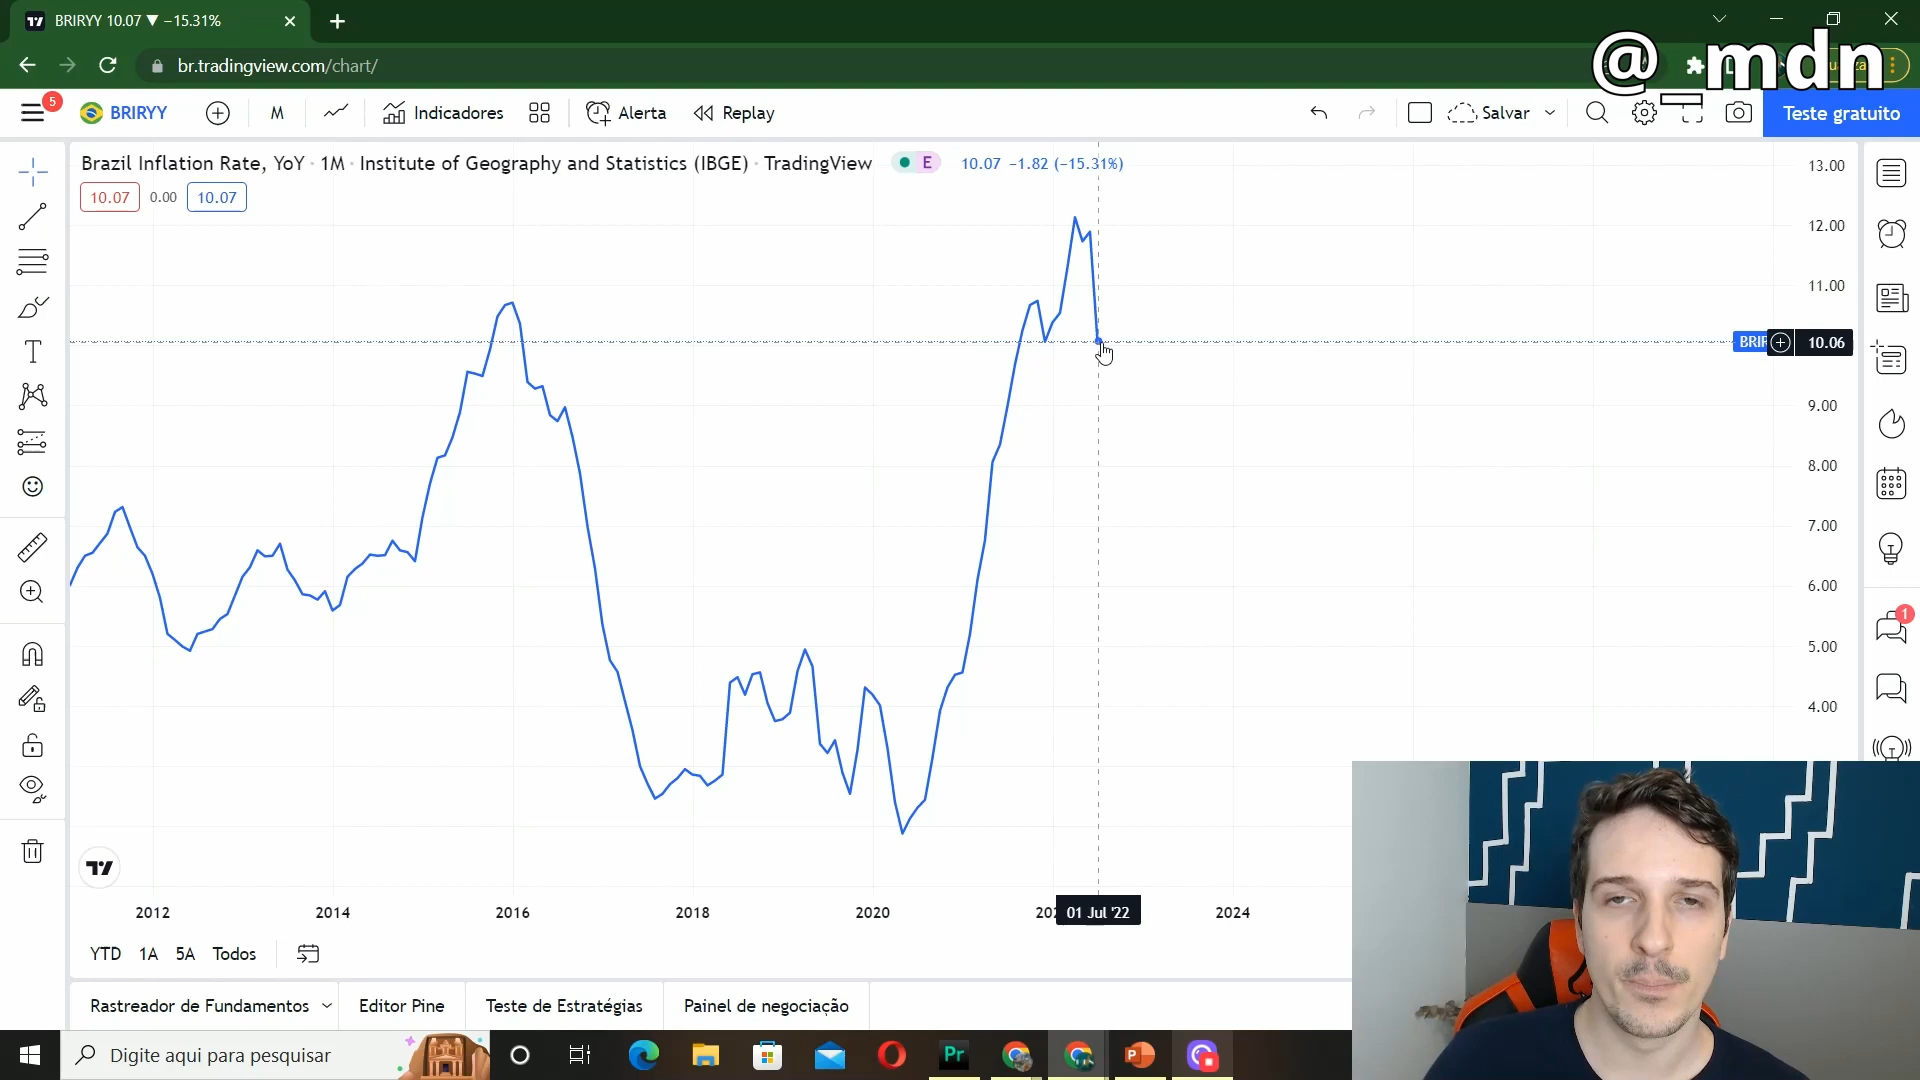 BRIRYY 10.07 ▼ −15.31%
br.tradingview.com/chart/
@_mdn
5
BRIRYY
M
Indicadores
Alerta
Replay
Salvar
Teste gratuito
Brazil Inflation Rate, YoY · 1M · Institute of Geography and Statistics (IBGE) · TradingView
E
10.07 −1.82 (−15.31%)
10.07
0.00
10.07
13.00
12.00
11.00
10.06
9.00
8.00
7.00
6.00
5.00
4.00
1
2012
2014
2016
2018
2020
01 Jul '22
2024
YTD
1A
5A
Todos
Rastreador de Fundamentos
Editor Pine
Teste de Estratégias
Painel de negociação
Digite aqui para pesquisar
Pr